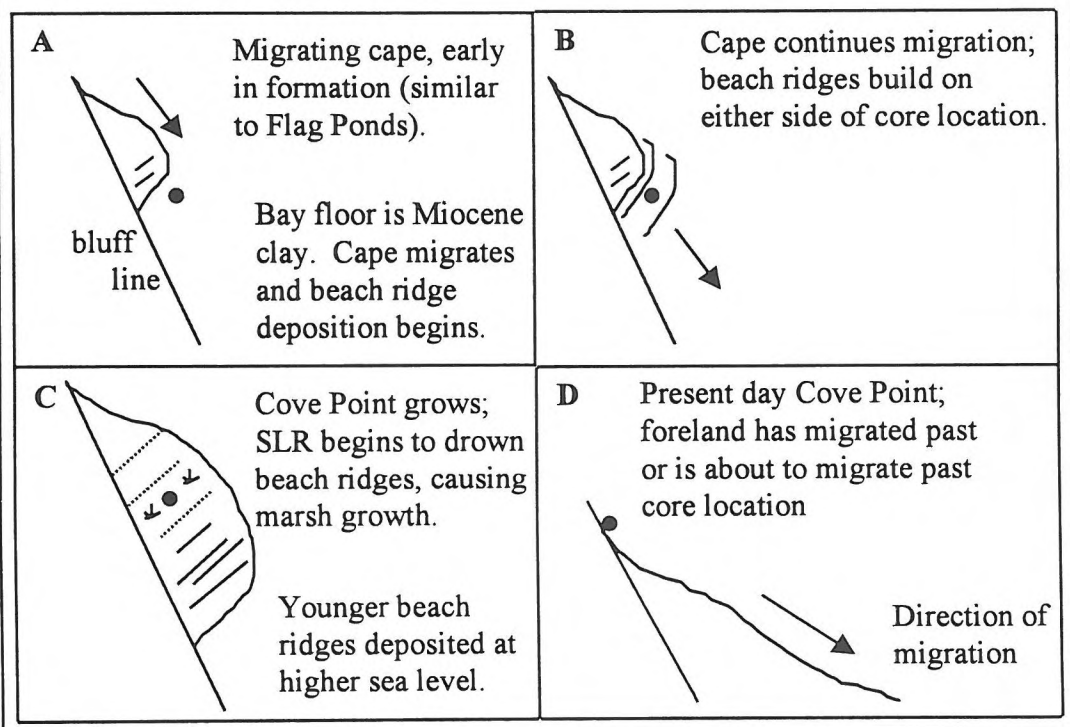 A
Migrating cape, early
in formation (similar
to Flag Ponds).
Bay floor is Miocene
clay. Cape migrates
and beach ridge
deposition begins.
bluff
line
B
Cape continues migration;
beach ridges build on
either side of core location.
C
Cove Point grows;
SLR begins to drown
beach ridges, causing
marsh growth.
Younger beach
ridges deposited at
higher sea level.
D
Present day Cove Point;
foreland has migrated past
or is about to migrate past
core location
Direction of
migration